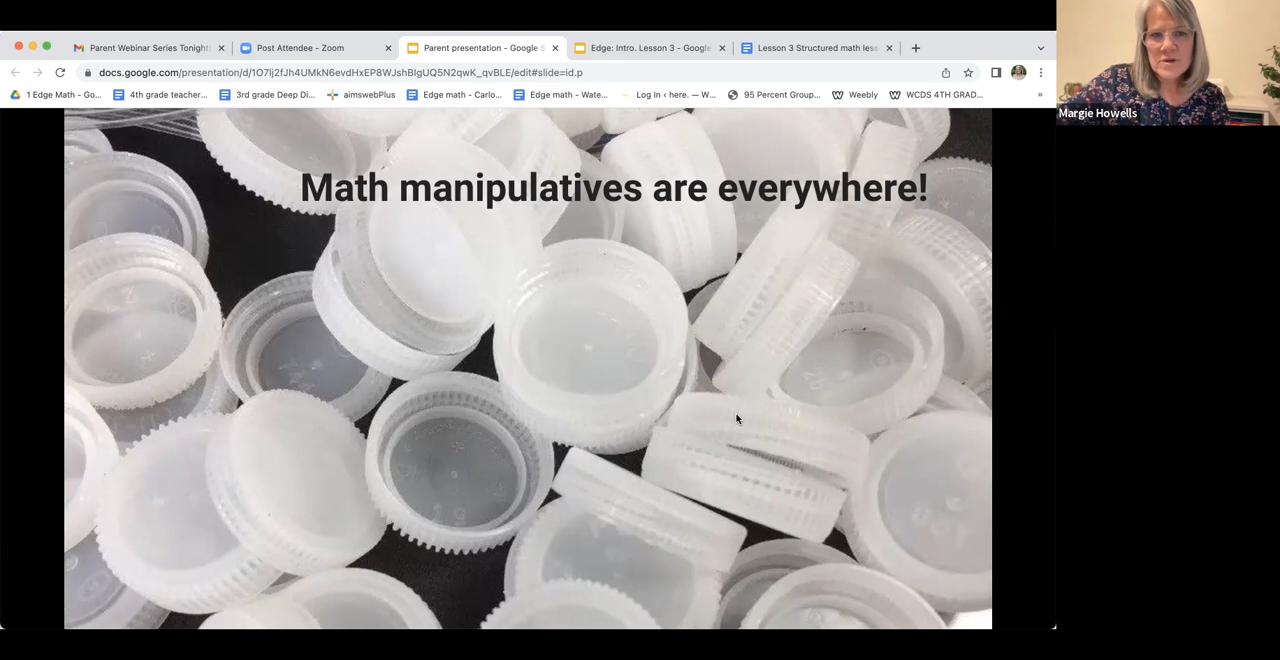 Parent Webinar Series Tonight!
Post Attendee - Zoom
Parent presentation - Google S
Edge: Intro. Lesson 3 - Google
Lesson 3 Structured math less
docs.google.com/presentation/d/1O7Ij2fJh4UMkN6evdHxEP8WJshBIgUQ5N2qwK_qvBLE/edit#slide=id.p
1 Edge Math - Go...
4th grade teacher...
3rd grade Deep Di...
aimswebPlus
Edge math - Carlo...
Edge math - Wate...
Log In ‹ here. — W...
95 Percent Group...
Weebly
WCDS 4TH GRAD...
»
Math manipulatives are everywhere!
Margie Howells